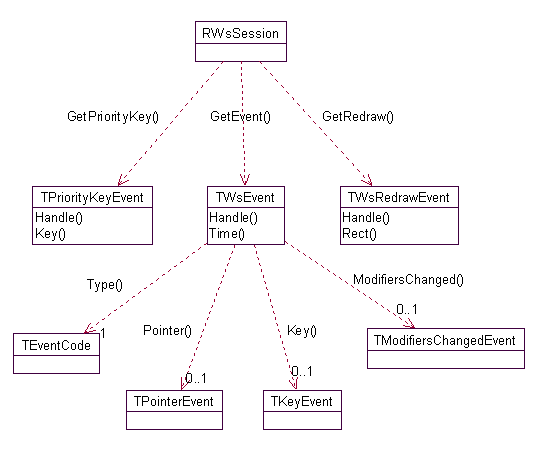 RWsSession
GetPriorityKey()
GetEvent()
GetRedraw()
TPriorityKeyEvent
Handle()
Key()
TWsEvent
Handle()
Time()
TWsRedrawEvent
Handle()
Rect()
Type()
Pointer()
Key()
ModifiersChanged()
1
0..1
0..1
0..1
TEventCode
TPointerEvent
TKeyEvent
TModifiersChangedEvent